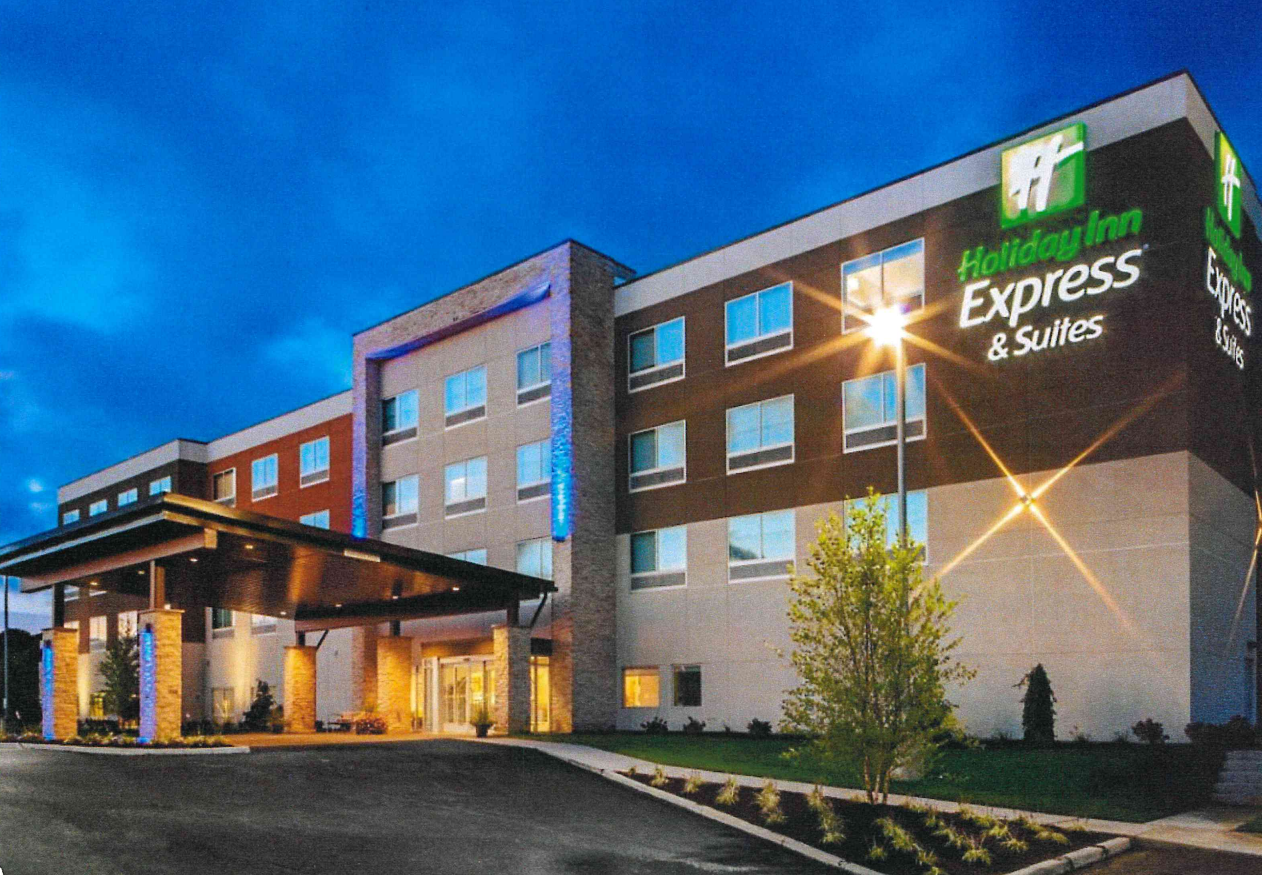 H
Holiday Inn
Express
& Suites
H
Holiday Inn
Express
& Suites